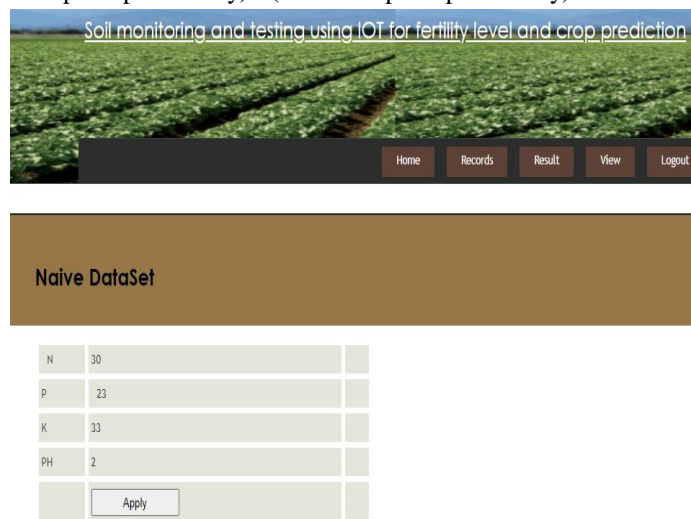 Soil monitoring and testing using IOT for fertility level and crop prediction
Home Records Result View Logout
Naive DataSet
N 30
P 23
K 33
PH 2
Apply